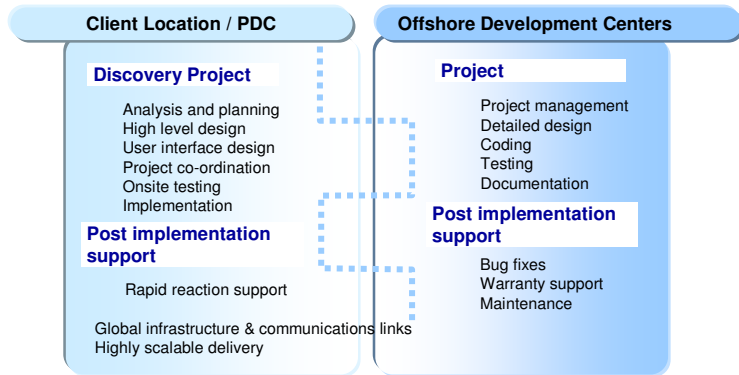 Client Location / PDC
Discovery Project
Analysis and planning
High level design
User interface design
Project co-ordination
Onsite testing
Implementation
Post implementation
support
Rapid reaction support
Global infrastructure & communications links
Highly scalable delivery
Offshore Development Centers
Project
Project management
Detailed design
Coding
Testing
Documentation
Post implementation
support
Bug fixes
Warranty support
Maintenance